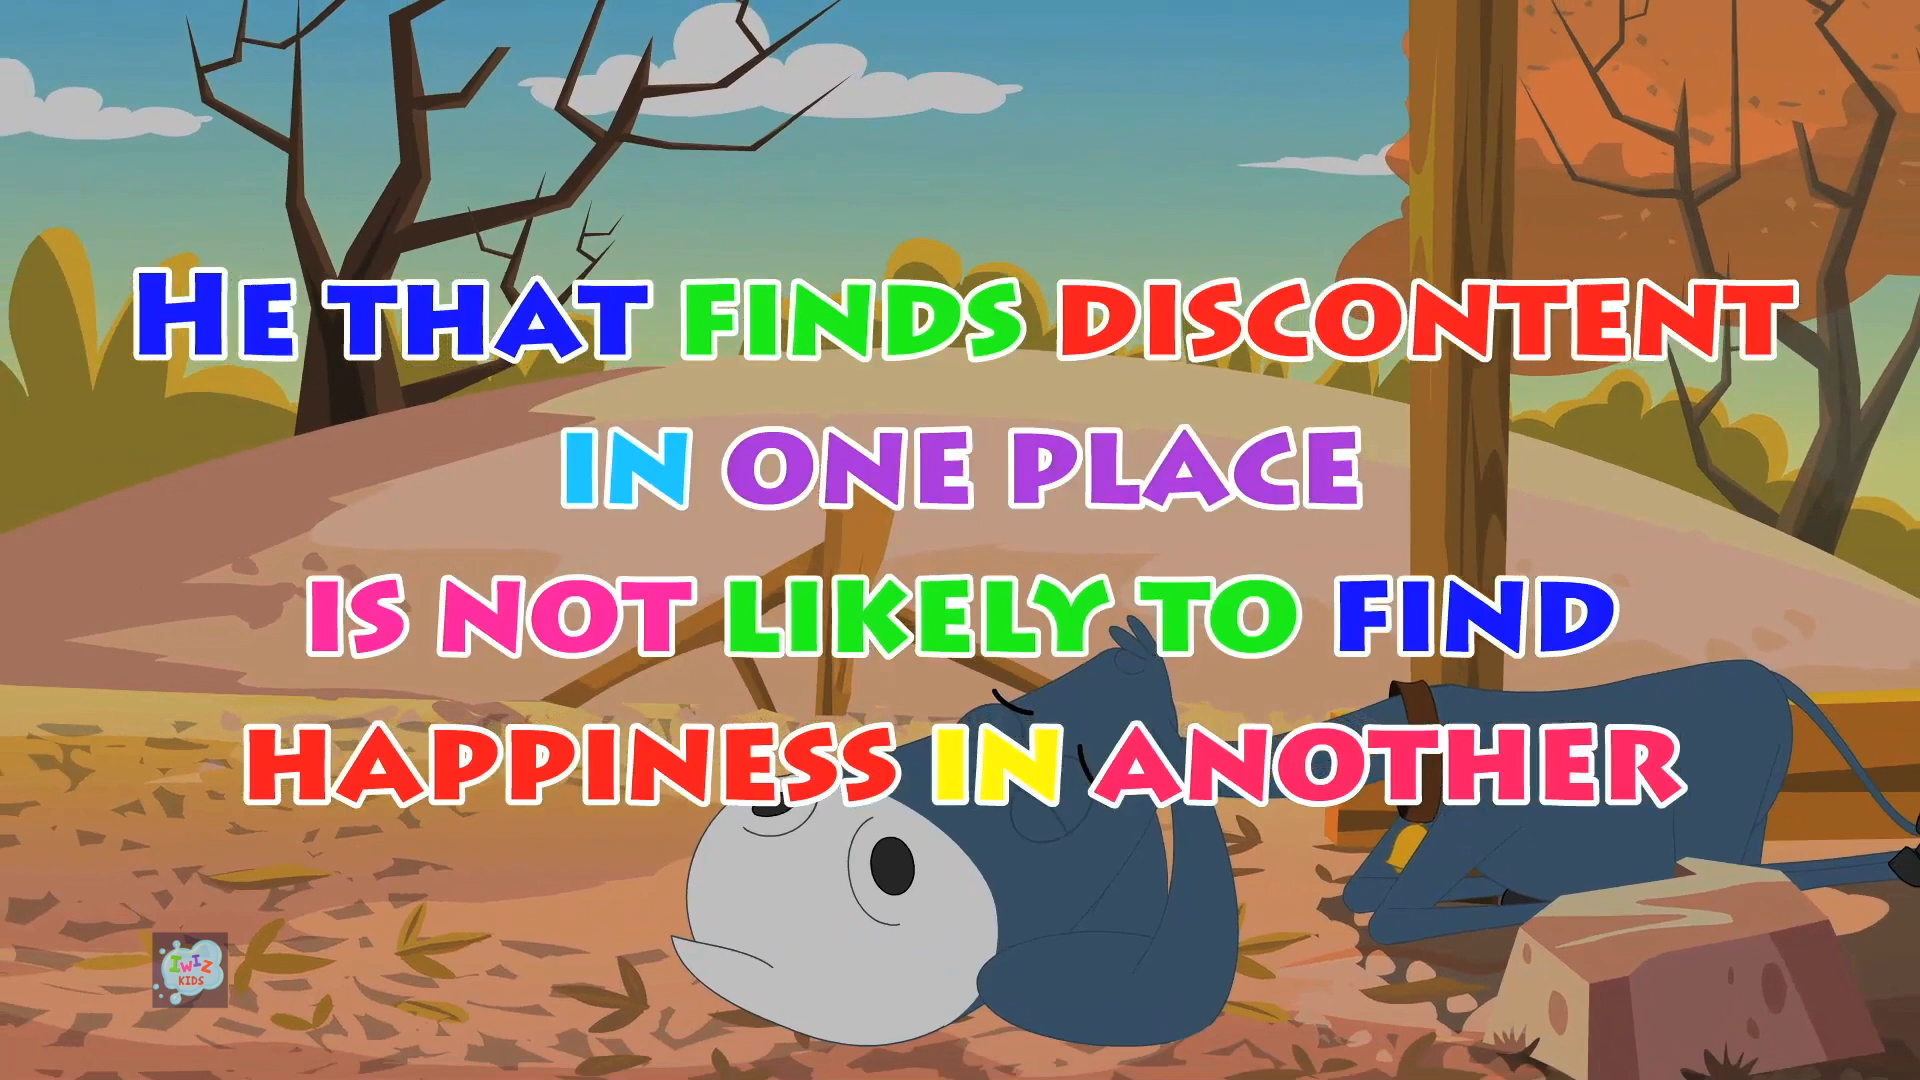 HE THAT FINDS DISCONTENT
IN ONE PLACE
IS NOT LIKELY TO FIND
HAPPINESS IN ANOTHER
IWIZ
KIDS